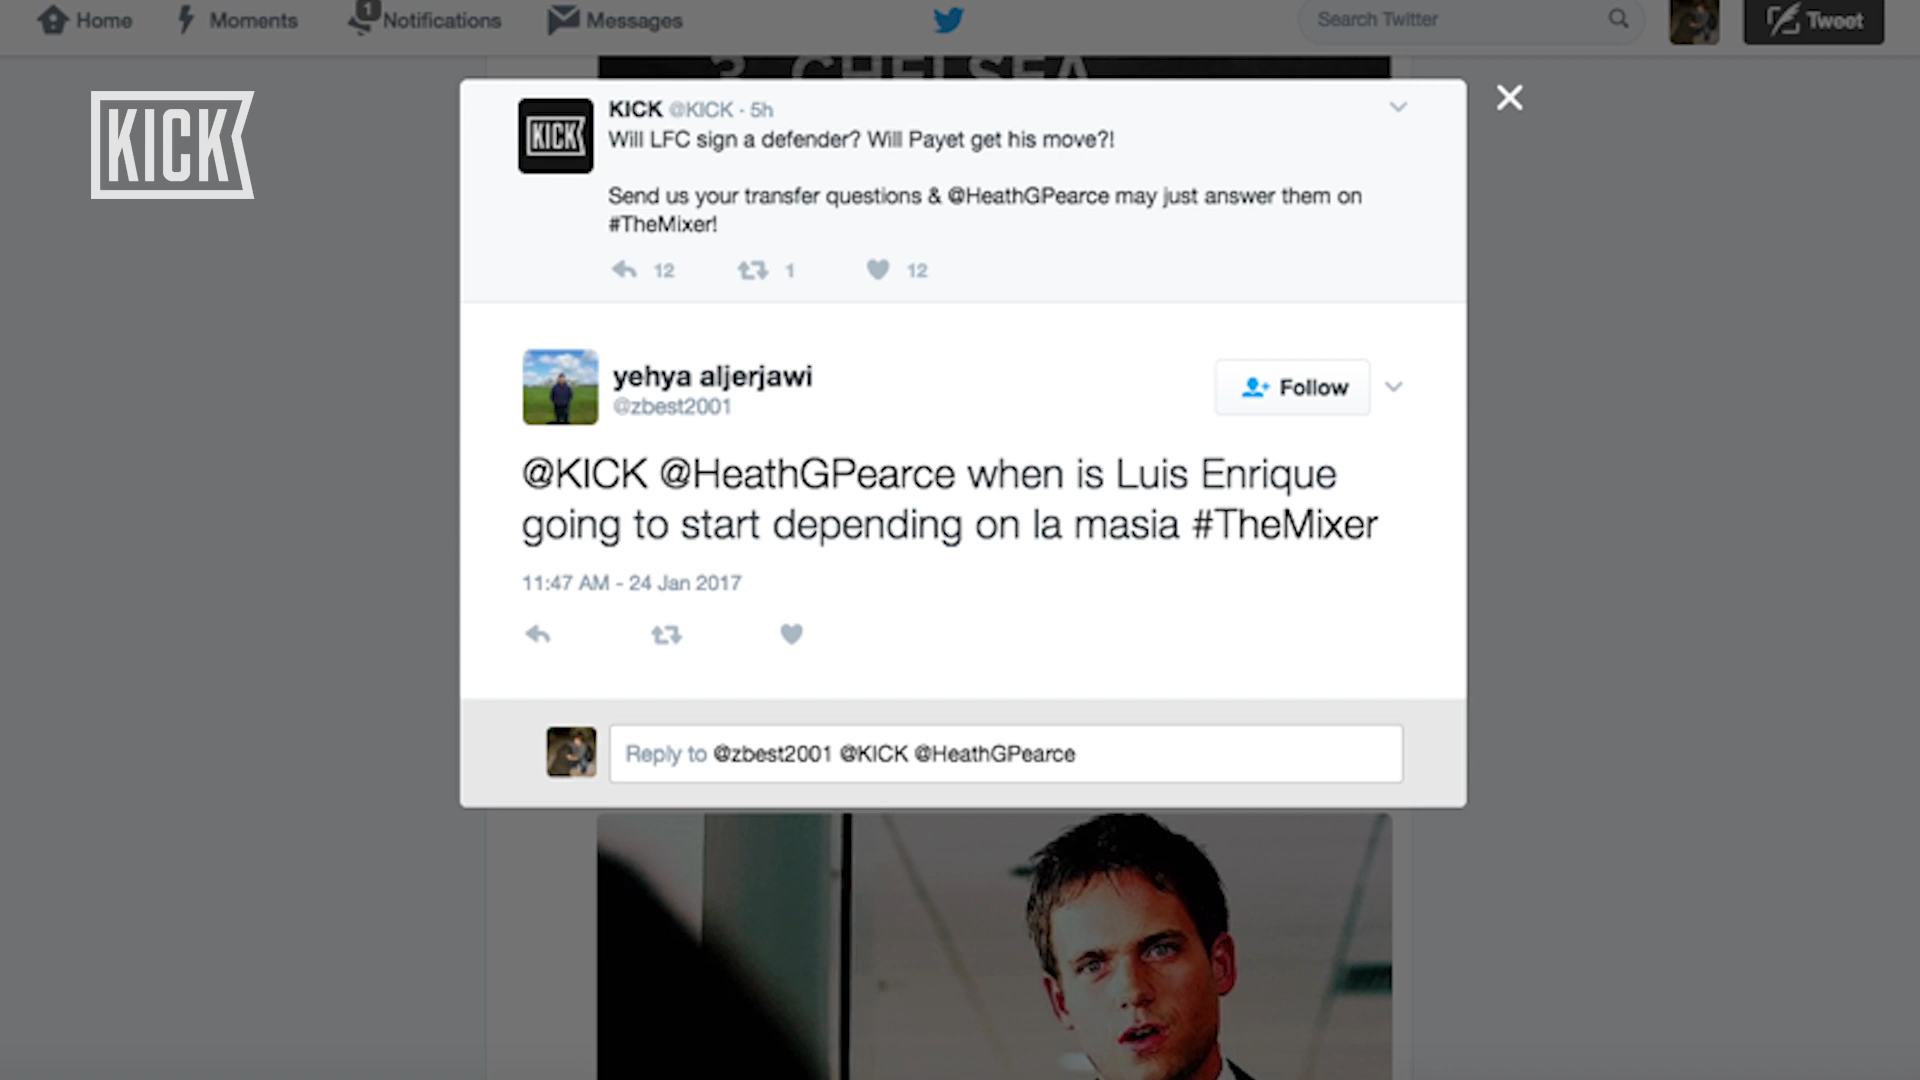 Home Moments 1 Notifications Messages Search Twitter Tweet
3 CHELSEA
KICK
KICK
KICK @KICK · 5h
Will LFC sign a defender? Will Payet get his move?!
Send us your transfer questions & @HeathGPearce may just answer them on
#TheMixer!
12 1 12
yehya aljerjawi
@zbest2001
Follow
@KICK @HeathGPearce when is Luis Enrique
going to start depending on la masia #TheMixer
11:47 AM - 24 Jan 2017
Reply to @zbest2001 @KICK @HeathGPearce